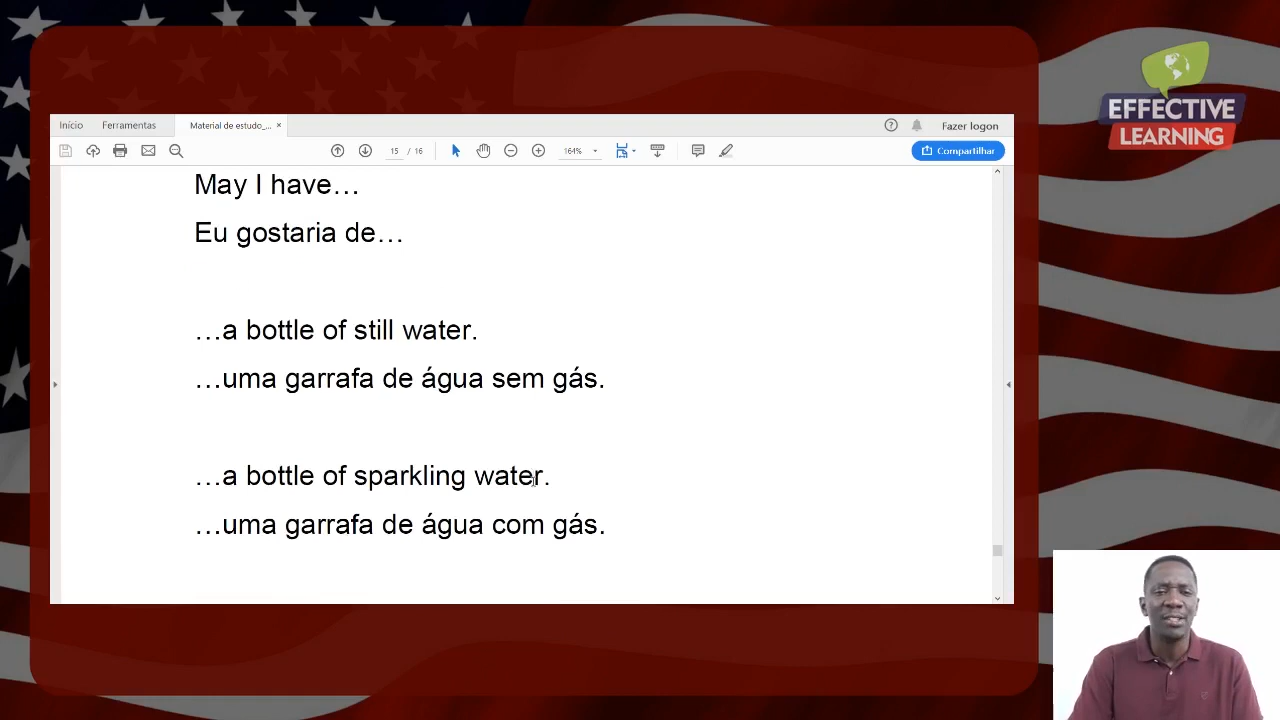 EFFECTIVE
LEARNING
Início Ferramentas Material de estudo_... × Fazer logon
15 / 16 164% Compartilhar
May I have…
Eu gostaria de…
…a bottle of still water.
…uma garrafa de água sem gás.
…a bottle of sparkling water.
…uma garrafa de água com gás.